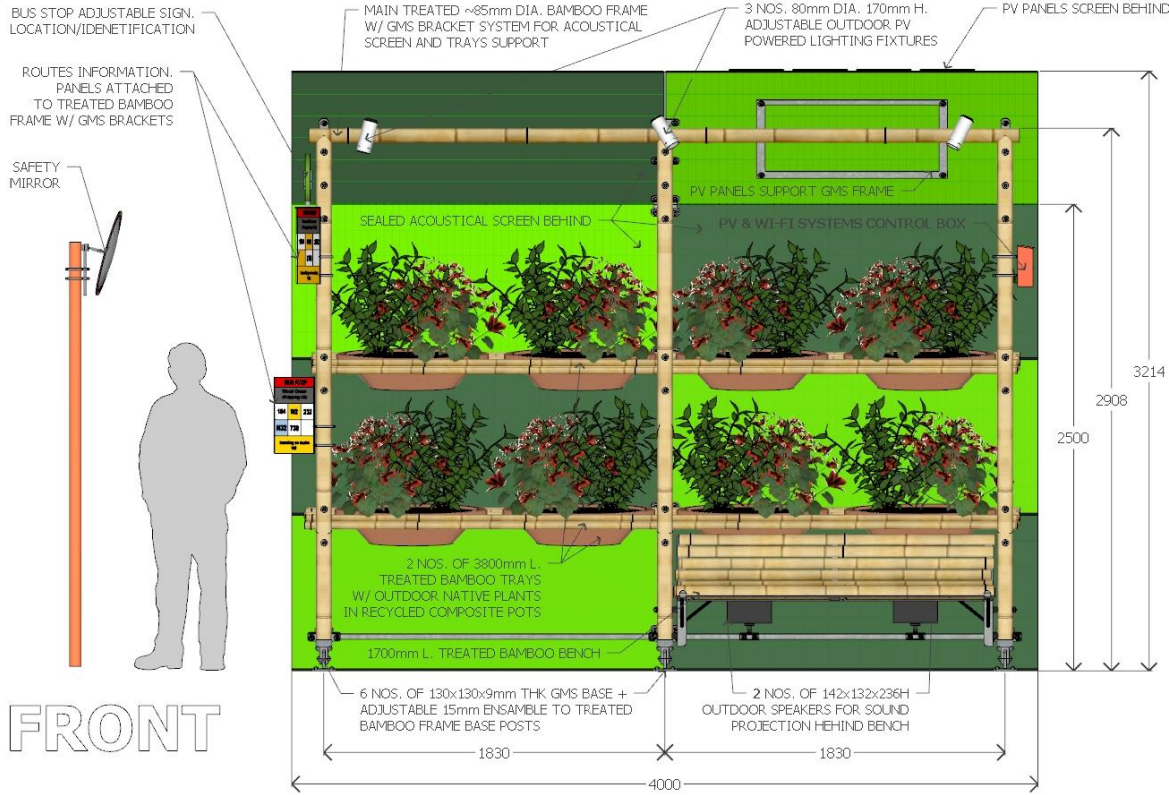 BUS STOP ADJUSTABLE SIGN.
LOCATION/IDENETIFICATION
MAIN TREATED ~85mm DIA. BAMBOO FRAME
W/ GMS BRACKET SYSTEM FOR ACOUSTICAL
SCREEN AND TRAYS SUPPORT
3 NOS. 80mm DIA. 170mm H.
ADJUSTABLE OUTDOOR PV
POWERED LIGHTING FIXTURES
PV PANELS SCREEN BEHIND
ROUTES INFORMATION.
PANELS ATTACHED
TO TREATED BAMBOO
FRAME W/ GMS BRACKETS
SAFETY
MIRROR
PV PANELS SUPPORT GMS FRAME
SEALED ACOUSTICAL SCREEN BEHIND
PV & WI-FI SYSTEMS CONTROL BOX
3214
2908
2500
184
232
2 NOS. OF 3800mm L.
TREATED BAMBOO TRAYS
W/ OUTDOOR NATIVE PLANTS
IN RECYCLED COMPOSITE POTS
1700mm L. TREATED BAMBOO BENCH
6 NOS. OF 130x130x9mm THK GMS BASE +
ADJUSTABLE 15mm ENSAMBLE TO TREATED
BAMBOO FRAME BASE POSTS
2 NOS. OF 142x132x236H
OUTDOOR SPEAKERS FOR SOUND
PROJECTION HEHIND BENCH
FRONT
1830
1830
4000